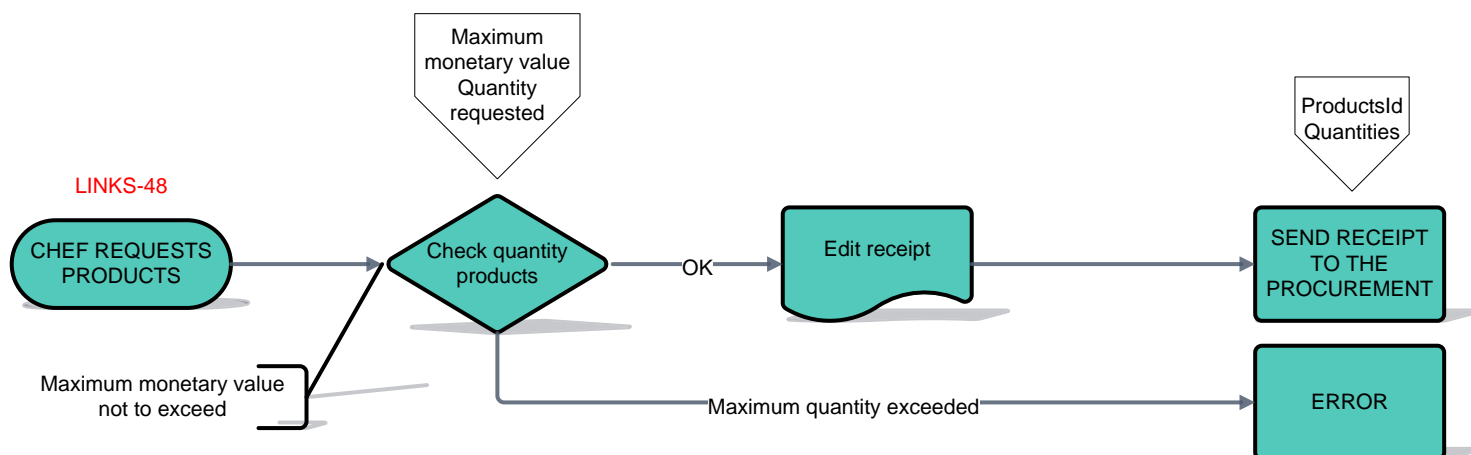 Maximum
monetary value
Quantity
requested
ProductsId
Quantities
LINKS-48
CHEF REQUESTS
PRODUCTS
Check quantity
products
OK
Edit receipt
SEND RECEIPT
TO THE
PROCUREMENT
Maximum monetary value
not to exceed
Maximum quantity exceeded
ERROR